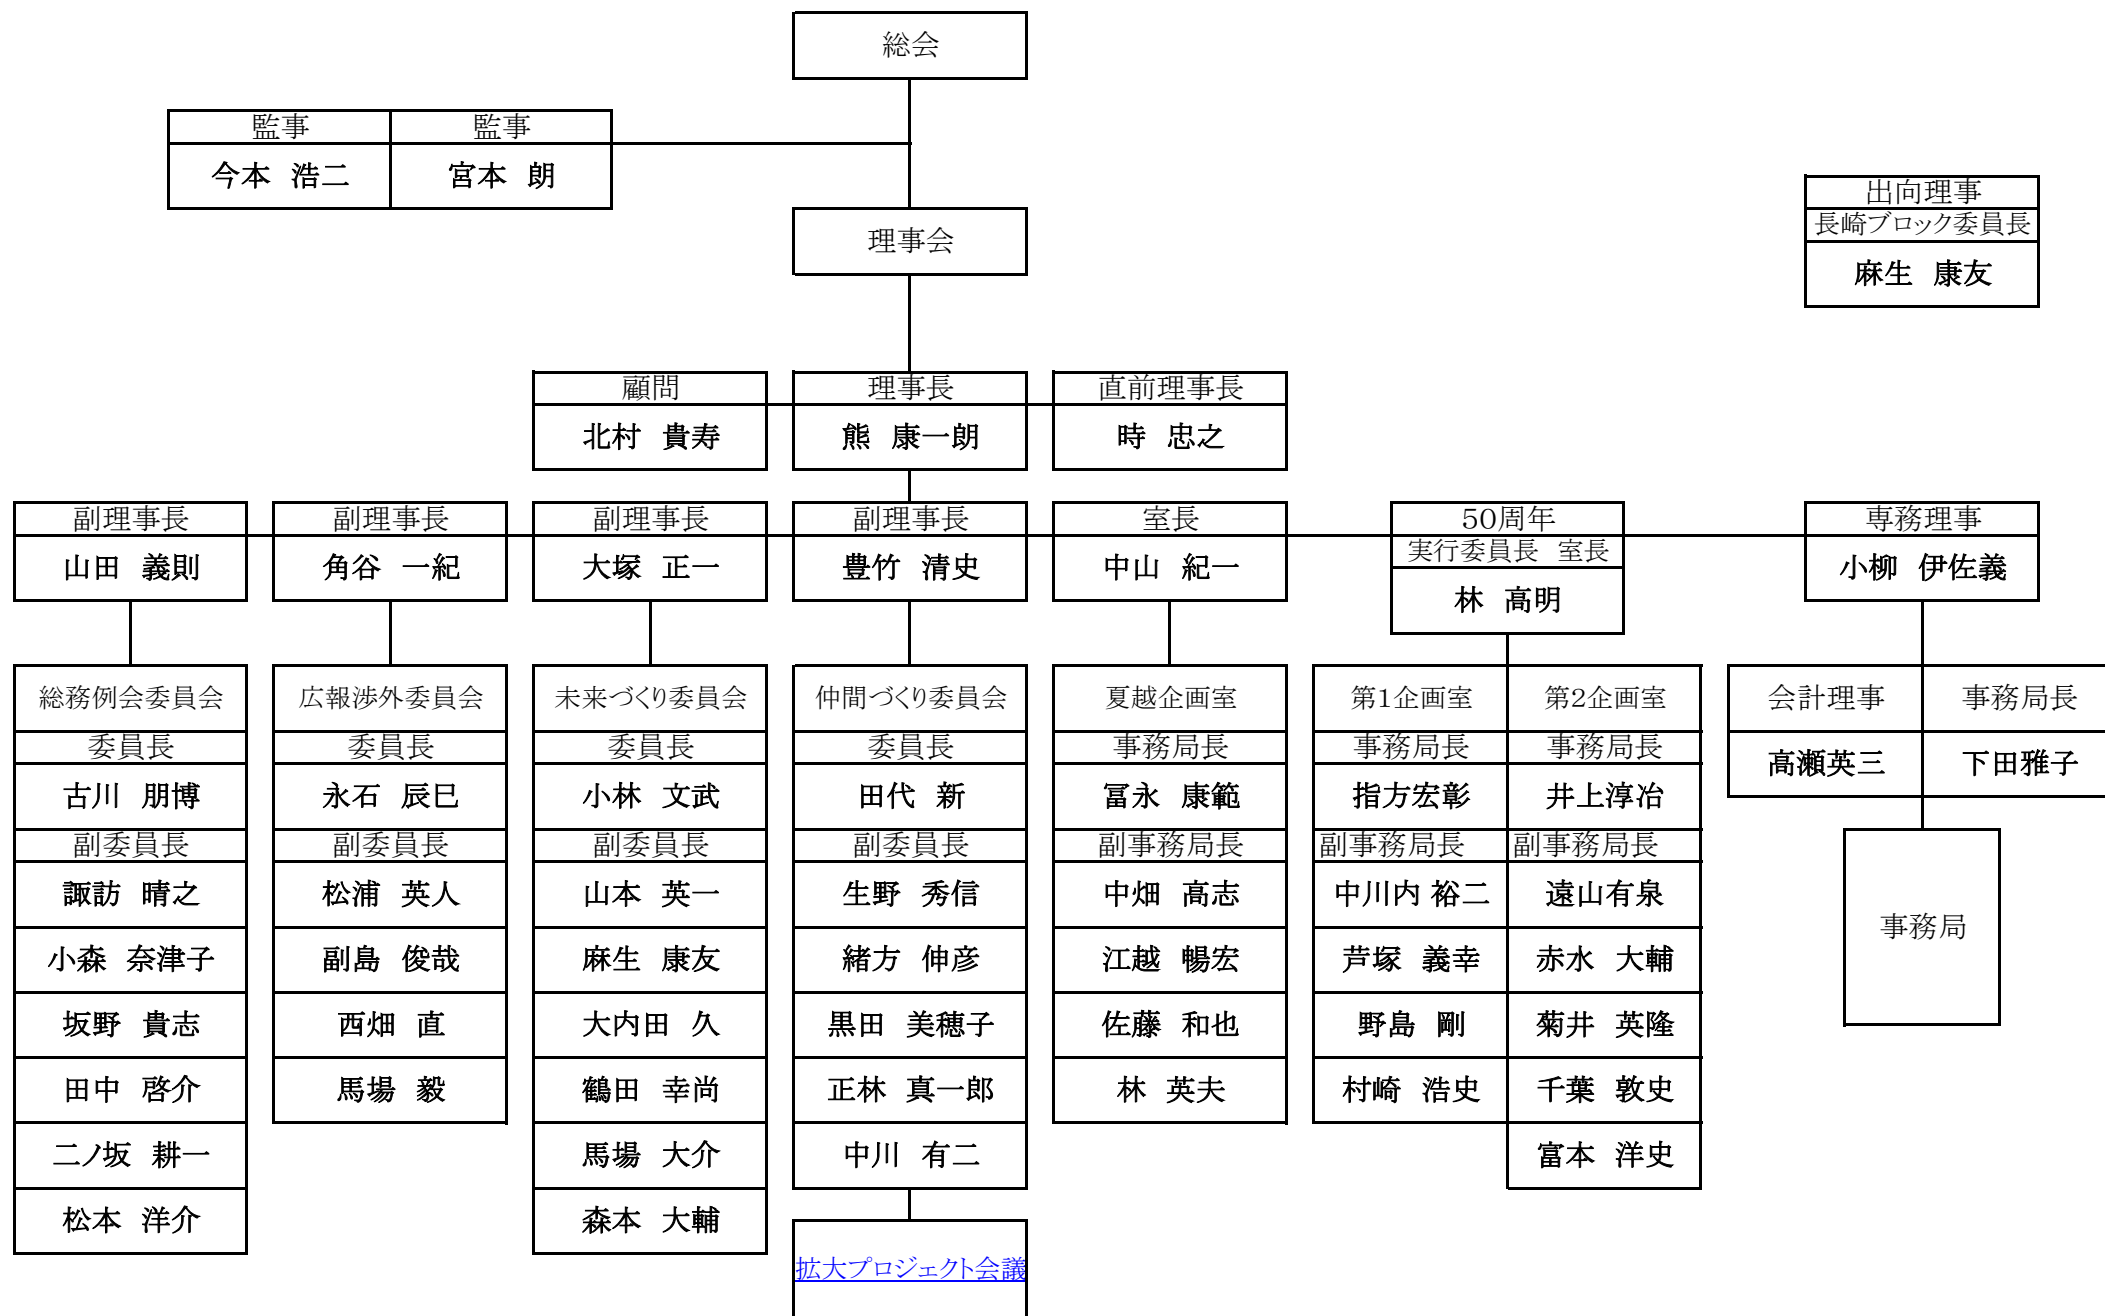 総会
監事 監事
今本 浩二 宮本 朗
出向理事
長崎ブロック委員長
麻生 康友
理事会
顧問 理事長 直前理事長
北村 貴寿 熊 康一朗 時 忠之
副理事長 副理事長 副理事長 副理事長 室長 50周年 専務理事
実行委員長 室長
山田 義則 角谷 一紀 大塚 正一 豊竹 清史 中山 紀一 小柳 伊佐義
林 高明
総務例会委員会 広報渉外委員会 未来づくり委員会 仲間づくり委員会 夏越企画室 第1企画室 第2企画室 会計理事 事務局長
委員長 委員長 委員長 委員長 事務局長 事務局長 事務局長
高瀬英三 下田雅子
古川 朋博 永石 辰巳 小林 文武 田代 新 冨永 康範 指方宏彰 井上淳冶
副委員長 副委員長 副委員長 副委員長 副事務局長 副事務局長 副事務局長
諏訪 晴之 松浦 英人 山本 英一 生野 秀信 中畑 高志 中川内 裕二 遠山有泉
事務局
小森 奈津子 副島 俊哉 麻生 康友 緒方 伸彦 江越 暢宏 芦塚 義幸 赤水 大輔
坂野 貴志 西畑 直 大内田 久 黒田 美穂子 佐藤 和也 野島 剛 菊井 英隆
田中 啓介 馬場 毅 鶴田 幸尚 正林 真一郎 林 英夫 村崎 浩史 千葉 敦史
二ノ坂 耕一 馬場 大介 中川 有二 富本 洋史
松本 洋介 森本 大輔
拡大プロジェクト会議